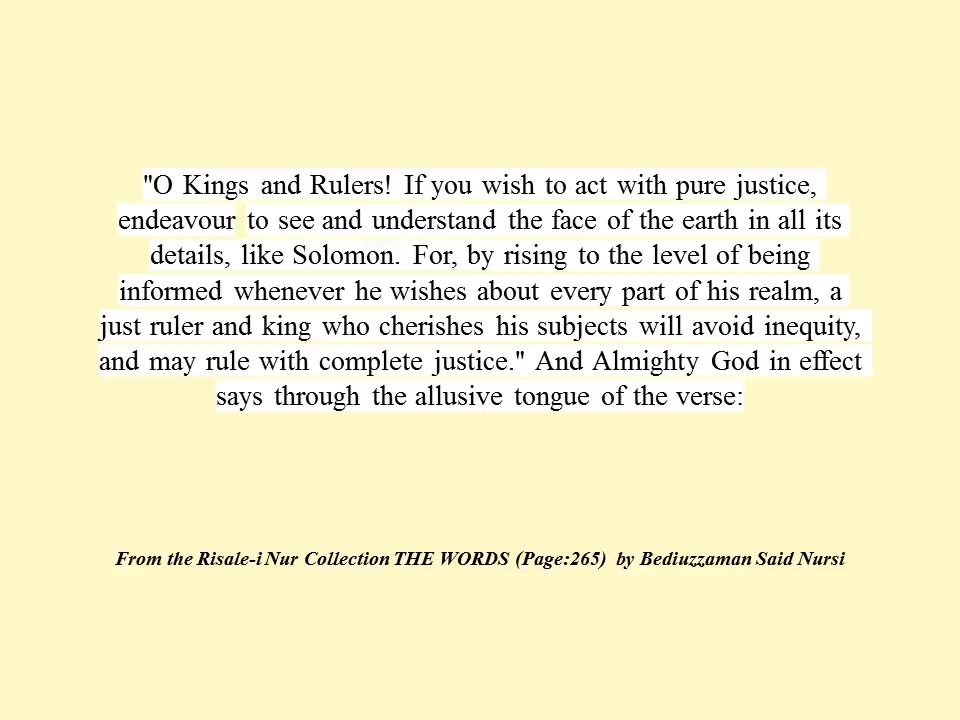 "O Kings and Rulers! If you wish to act with pure justice,
endeavour to see and understand the face of the earth in all its
details, like Solomon. For, by rising to the level of being
informed whenever he wishes about every part of his realm, a
just ruler and king who cherishes his subjects will avoid inequity,
and may rule with complete justice." And Almighty God in effect
says through the allusive tongue of the verse:
From the Risale-i Nur Collection THE WORDS (Page:265) by Bediuzzaman Said Nursi